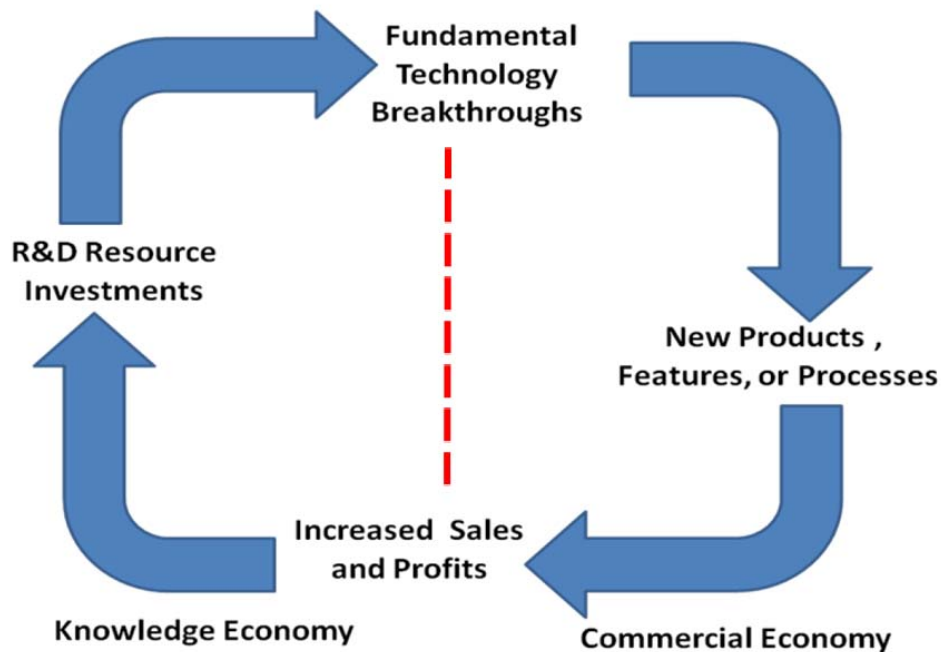 Fundamental
Technology
Breakthroughs
R&D Resource
Investments
New Products ,
Features, or Processes
Increased  Sales
and Profits
Knowledge Economy
Commercial Economy